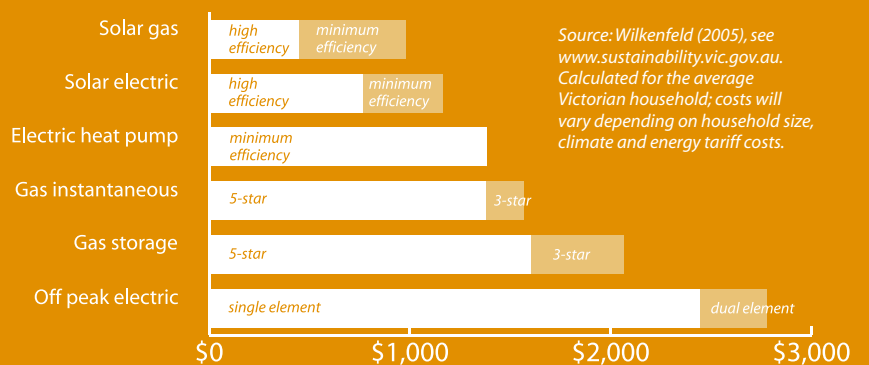 Solar gas
high
efficiency
minimum
efficiency
Source: Wilkenfeld (2005), see
www.sustainability.vic.gov.au.
Calculated for the average
Victorian household; costs will
vary depending on household size,
climate and energy tariff costs.
Solar electric
high
efficiency
minimum
efficiency
Electric heat pump
minimum
efficiency
Gas instantaneous
5-star
3-star
Gas storage
5-star
3-star
Off peak electric
single element
dual element
$0 $1,000 $2,000 $3,000